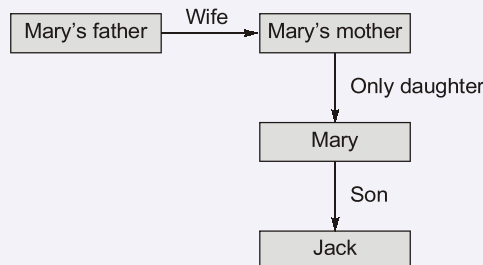 Mary’s father
Wife
Mary’s mother
Only daughter
Mary
Son
Jack